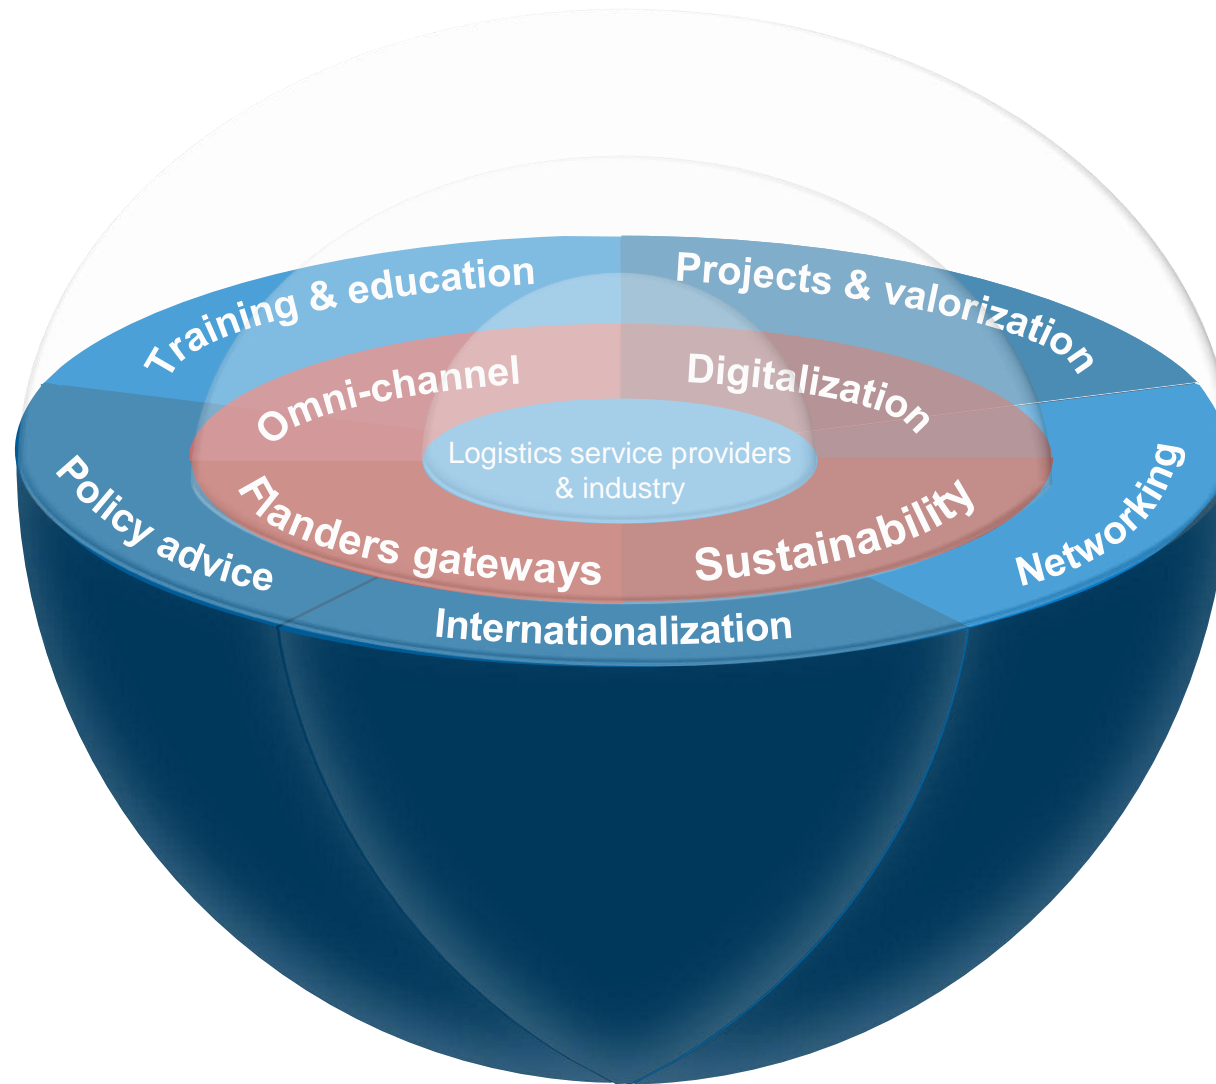 Training & education
Projects & valorization
Omni-channel
Digitalization
Logistics service providers
& industry
Policy advice
Flanders gateways
Sustainability
Networking
Internationalization